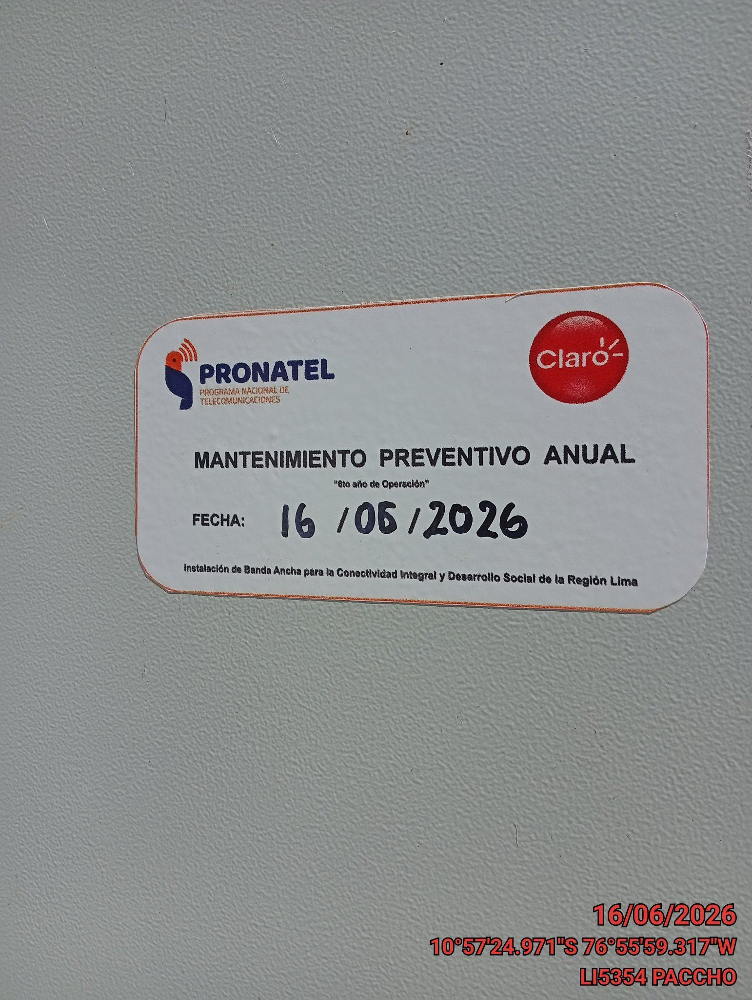 PRONATEL
PROGRAMA NACIONAL DE
TELECOMUNICACIONES
Claro
MANTENIMIENTO PREVENTIVO ANUAL
"6to año de Operación"
FECHA: 16 / 06 / 2026
Instalación de Banda Ancha para la Conectividad Integral y Desarrollo Social de la Región Lima
16/06/2026
10°57'24.971"S 76°55'59.317"W
LI5354 PACCHO